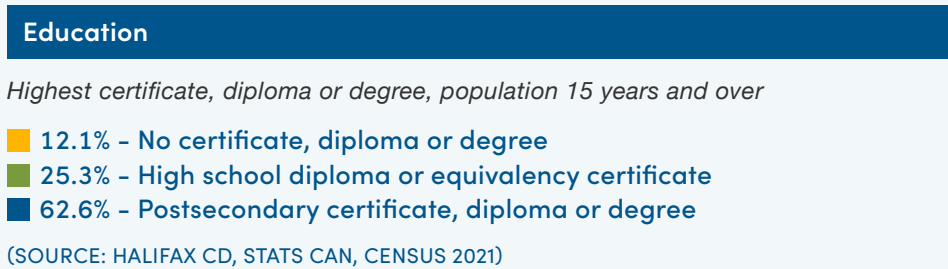 Education
Highest certificate, diploma or degree, population 15 years and over
12.1% - No certificate, diploma or degree
25.3% - High school diploma or equivalency certificate
62.6% - Postsecondary certificate, diploma or degree
(SOURCE: HALIFAX CD, STATS CAN, CENSUS 2021)